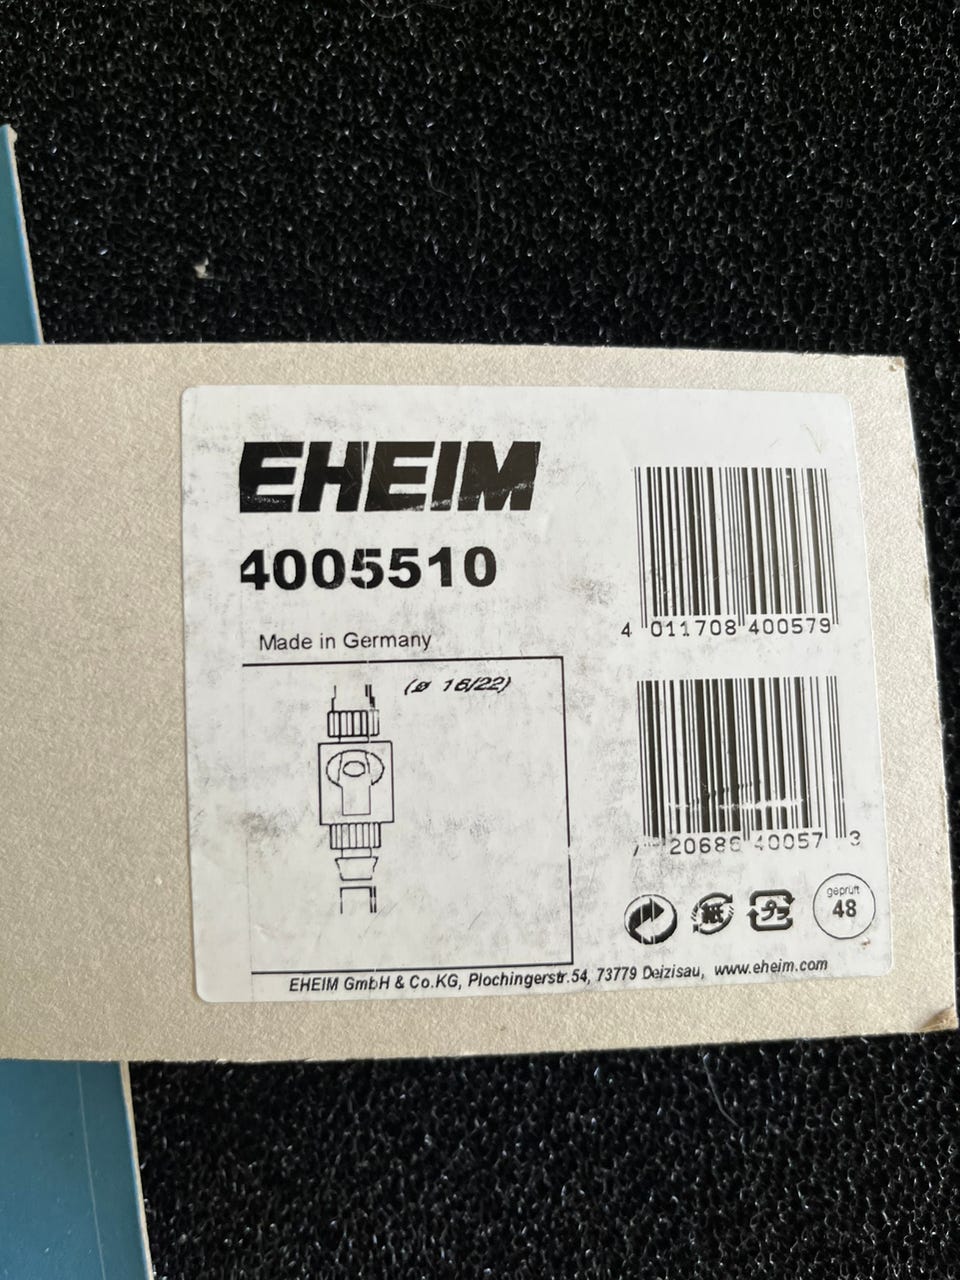 EHEIM
4005510
Made in Germany
(ø 16/22)
4 011708 400579
20686 40057 3
geprüft
48
EHEIM GmbH & Co.KG, Plochingerstr.54, 73779 Deizisau, www.eheim.com